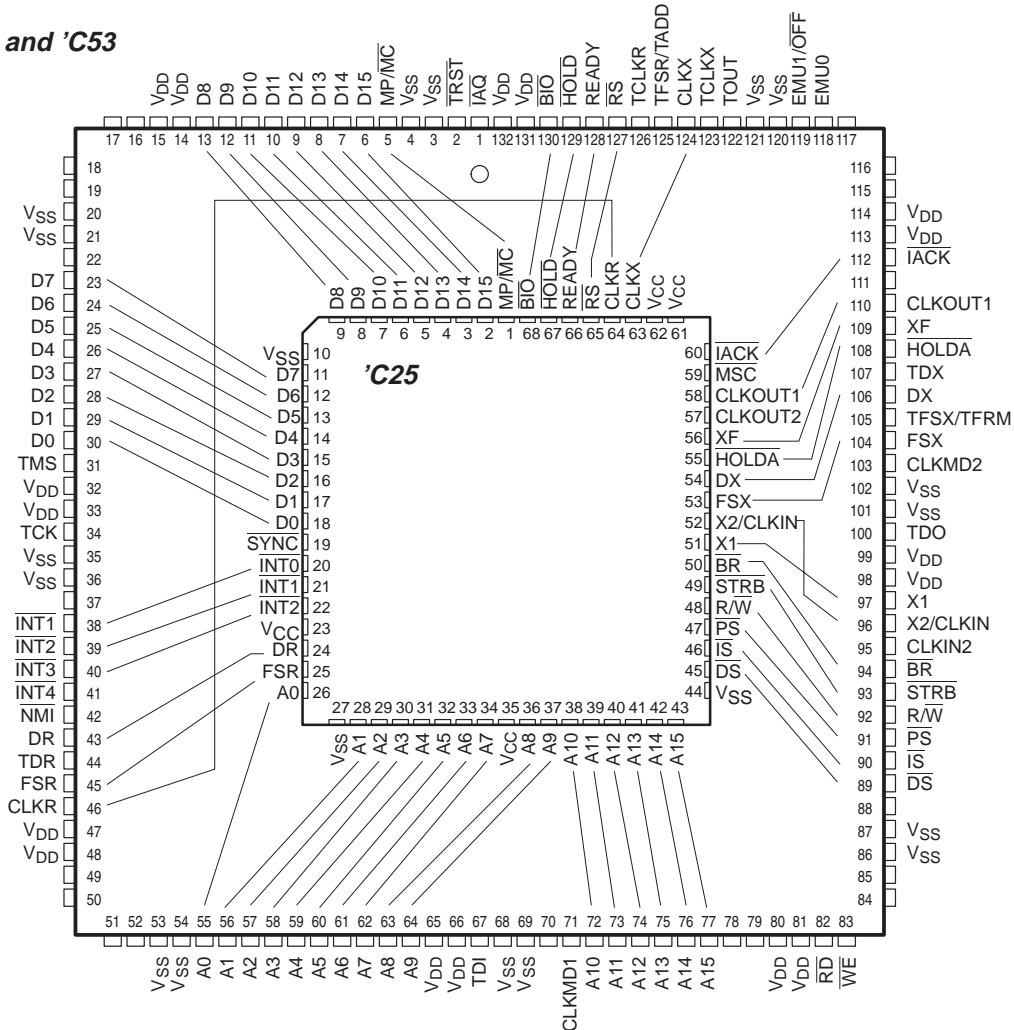 and 'C53
VDD
VDD
D8
D9
D10
D11
D12
D13
D14
D15
MP/MC
VSS
VSS
TRST
IAQ
VDD
VDD
BIO
HOLD
READY
RS
TCLKR
TFSR/TADD
CLKX
TCLKX
TOUT
VSS
VSS
EMU1/OFF
EMU0
17 16 15 14 13 12 11 10 9 8 7 6 5 4 3 2 1 132 131 130 129 128 127 126 125 124 123 122 121 120 119 118 117
18
19
VSS 20
VSS 21
22
D7 23
D6 24
D5 25
D4 26
D3 27
D2 28
D1 29
D0 30
TMS 31
VDD 32
VDD 33
TCK 34
VSS 35
VSS 36
37
INT1 38
INT2 39
INT3 40
INT4 41
NMI 42
DR 43
TDR 44
FSR 45
CLKR 46
VDD 47
VDD 48
49
50
D8
D9
D10
D11
D12
D13
D14
D15
MP/MC
BIO
HOLD
READY
RS
CLKR
CLKX
VCC
VCC
9 8 7 6 5 4 3 2 1 68 67 66 65 64 63 62 61
'C25
VSS 10
D7 11
D6 12
D5 13
D4 14
D3 15
D2 16
D1 17
D0 18
SYNC 19
INT0 20
INT1 21
INT2 22
VCC 23
DR 24
FSR 25
A0 26
60 IACK
59 MSC
58 CLKOUT1
57 CLKOUT2
56 XF
55 HOLDA
54 DX
53 FSX
52 X2/CLKIN
51 X1
50 BR
49 STRB
48 R/W
47 PS
46 IS
45 DS
44 VSS
27 28 29 30 31 32 33 34 35 36 37 38 39 40 41 42 43
VSS
A1
A2
A3
A4
A5
A6
A7
VCC
A8
A9
A10
A11
A12
A13
A14
A15
116
115
114 VDD
113 VDD
112 IACK
111
110 CLKOUT1
109 XF
108 HOLDA
107 TDX
106 DX
105 TFSX/TFRM
104 FSX
103 CLKMD2
102 VSS
101 VSS
100 TDO
99 VDD
98 VDD
97 X1
96 X2/CLKIN
95 CLKIN2
94 BR
93 STRB
92 R/W
91 PS
90 IS
89 DS
88
87 VSS
86 VSS
85
84
51 52 53 54 55 56 57 58 59 60 61 62 63 64 65 66 67 68 69 70 71 72 73 74 75 76 77 78 79 80 81 82 83
VSS
VSS
A0
A1
A2
A3
A4
A5
A6
A7
A8
A9
VDD
VDD
TDI
VSS
VSS
CLKMD1
A10
A11
A12
A13
A14
A15
VDD
VDD
RD
WE